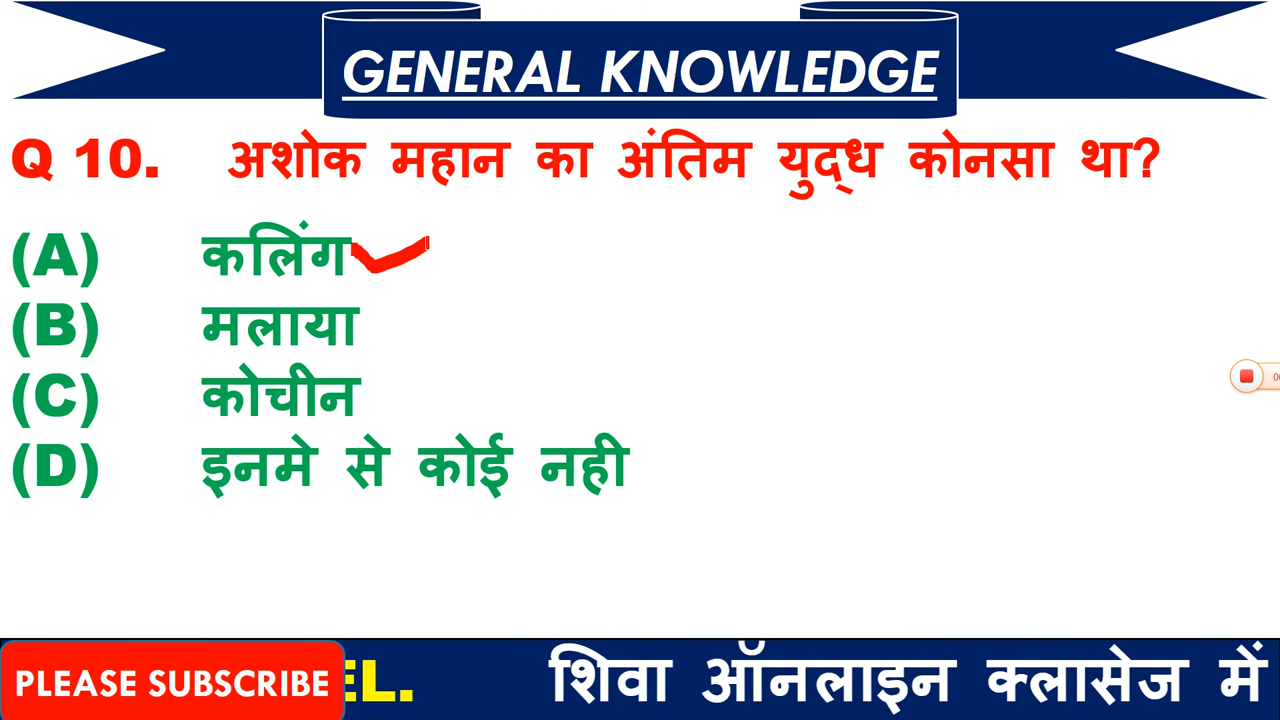 GENERAL KNOWLEDGE
Q 10. अशोक महान का अंतिम युद्ध कोनसा था?
(A) कलिंग
(B) मलाया
(C) कोचीन
(D) इनमे से कोई नही
PLEASE SUBSCRIBE EL. शिवा ऑनलाइन क्लासेज में